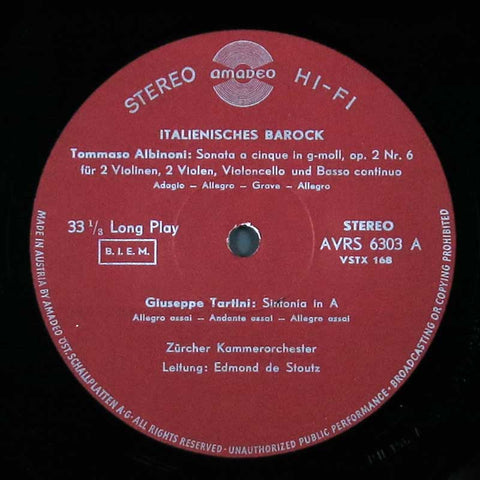 STEREO amadeo HI-FI
ITALIENISCHES BAROCK
Tommaso Albinoni: Sonata a cinque in g-moll, op. 2 Nr. 6
für 2 Violinen, 2 Violen, Violoncello und Basso continuo
Adagio – Allegro – Grave – Allegro
33 1/3 Long Play
B.I.E.M.
STEREO
AVRS 6303 A
VSTX 168
Giuseppe Tartini: Sinfonia in A
Allegro assai – Andante assai – Allegro assai
Zürcher Kammerorchester
Leitung: Edmond de Stoutz
MADE IN AUSTRIA BY AMADEO ÖST. SCHALLPLATTEN A.G. - ALL RIGHTS RESERVED - UNAUTHORIZED PUBLIC PERFORMANCE - BROADCASTING OR COPYING PROHIBITED